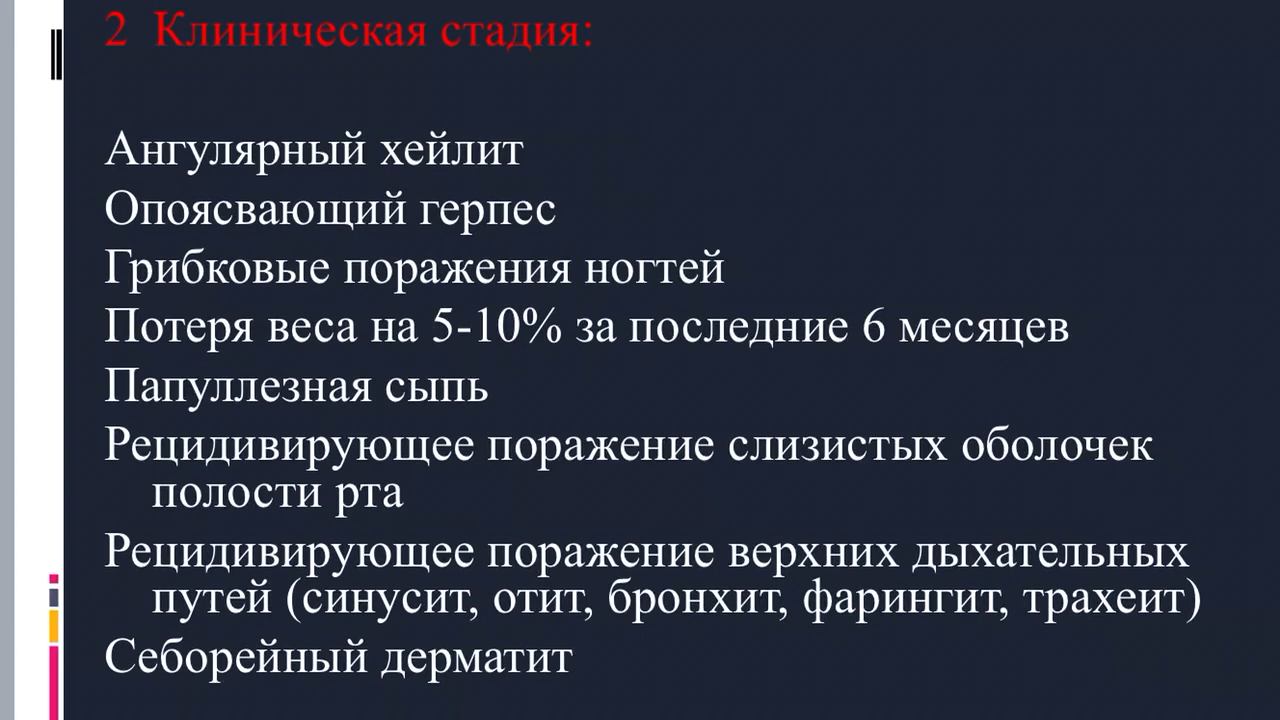 2  Клиническая стадия:
Ангулярный хейлит
Опоясвающий герпес
Грибковые поражения ногтей
Потеря веса на 5-10% за последние 6 месяцев
Папуллезная сыпь
Рецидивирующее поражение слизистых оболочек
полости рта
Рецидивирующее поражение верхних дыхательных
путей (синусит, отит, бронхит, фарингит, трахеит)
Себорейный дерматит